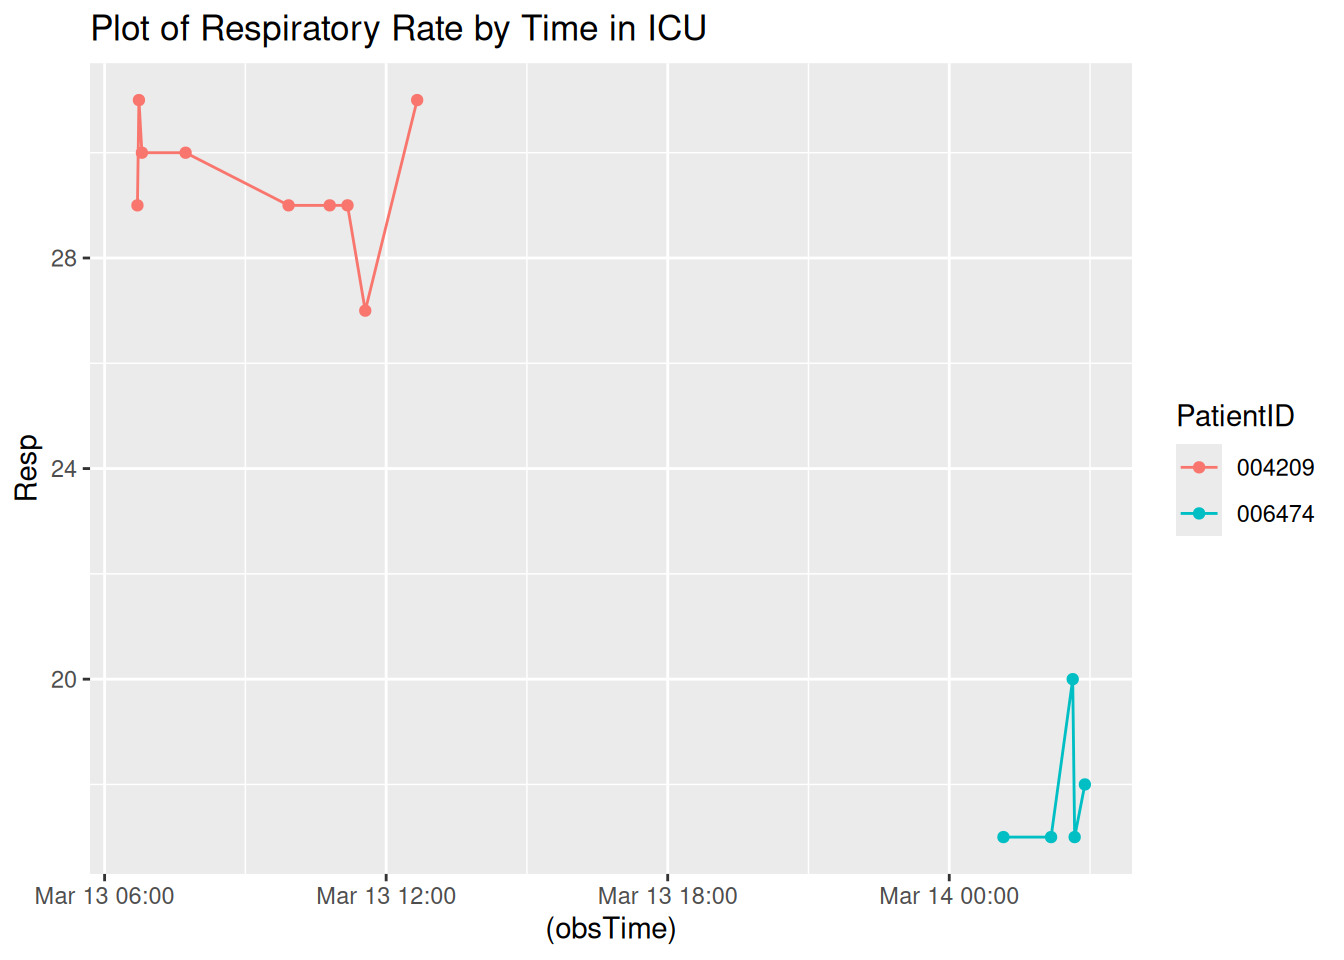 Plot of Respiratory Rate by Time in ICU
Resp
28
24
20
Mar 13 06:00
Mar 13 12:00
Mar 13 18:00
Mar 14 00:00
(obsTime)
PatientID
004209
006474